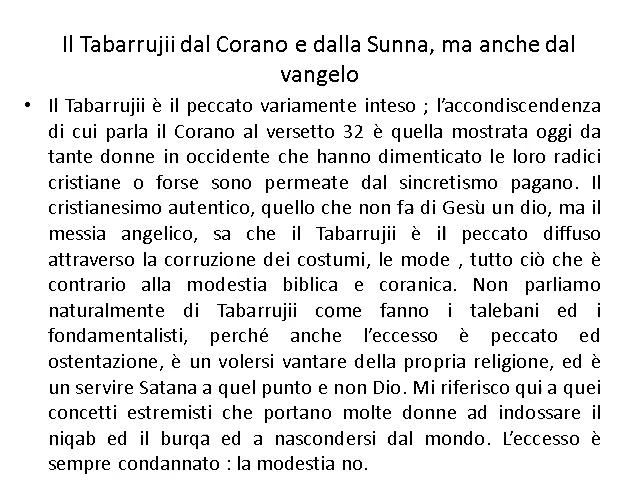 Il Tabarrujii dal Corano e dalla Sunna, ma anche dal
vangelo
• Il Tabarrujii è il peccato variamente inteso ; l’accondiscendenza
di cui parla il Corano al versetto 32 è quella mostrata oggi da
tante donne in occidente che hanno dimenticato le loro radici
cristiane o forse sono permeate dal sincretismo pagano. Il
cristianesimo autentico, quello che non fa di Gesù un dio, ma il
messia angelico, sa che il Tabarrujii è il peccato diffuso
attraverso la corruzione dei costumi, le mode , tutto ciò che è
contrario alla modestia biblica e coranica. Non parliamo
naturalmente di Tabarrujii come fanno i talebani ed i
fondamentalisti, perché anche l’eccesso è peccato ed
ostentazione, è un volersi vantare della propria religione, ed è
un servire Satana a quel punto e non Dio. Mi riferisco qui a quei
concetti estremisti che portano molte donne ad indossare il
niqab ed il burqa ed a nascondersi dal mondo. L’eccesso è
sempre condannato : la modestia no.